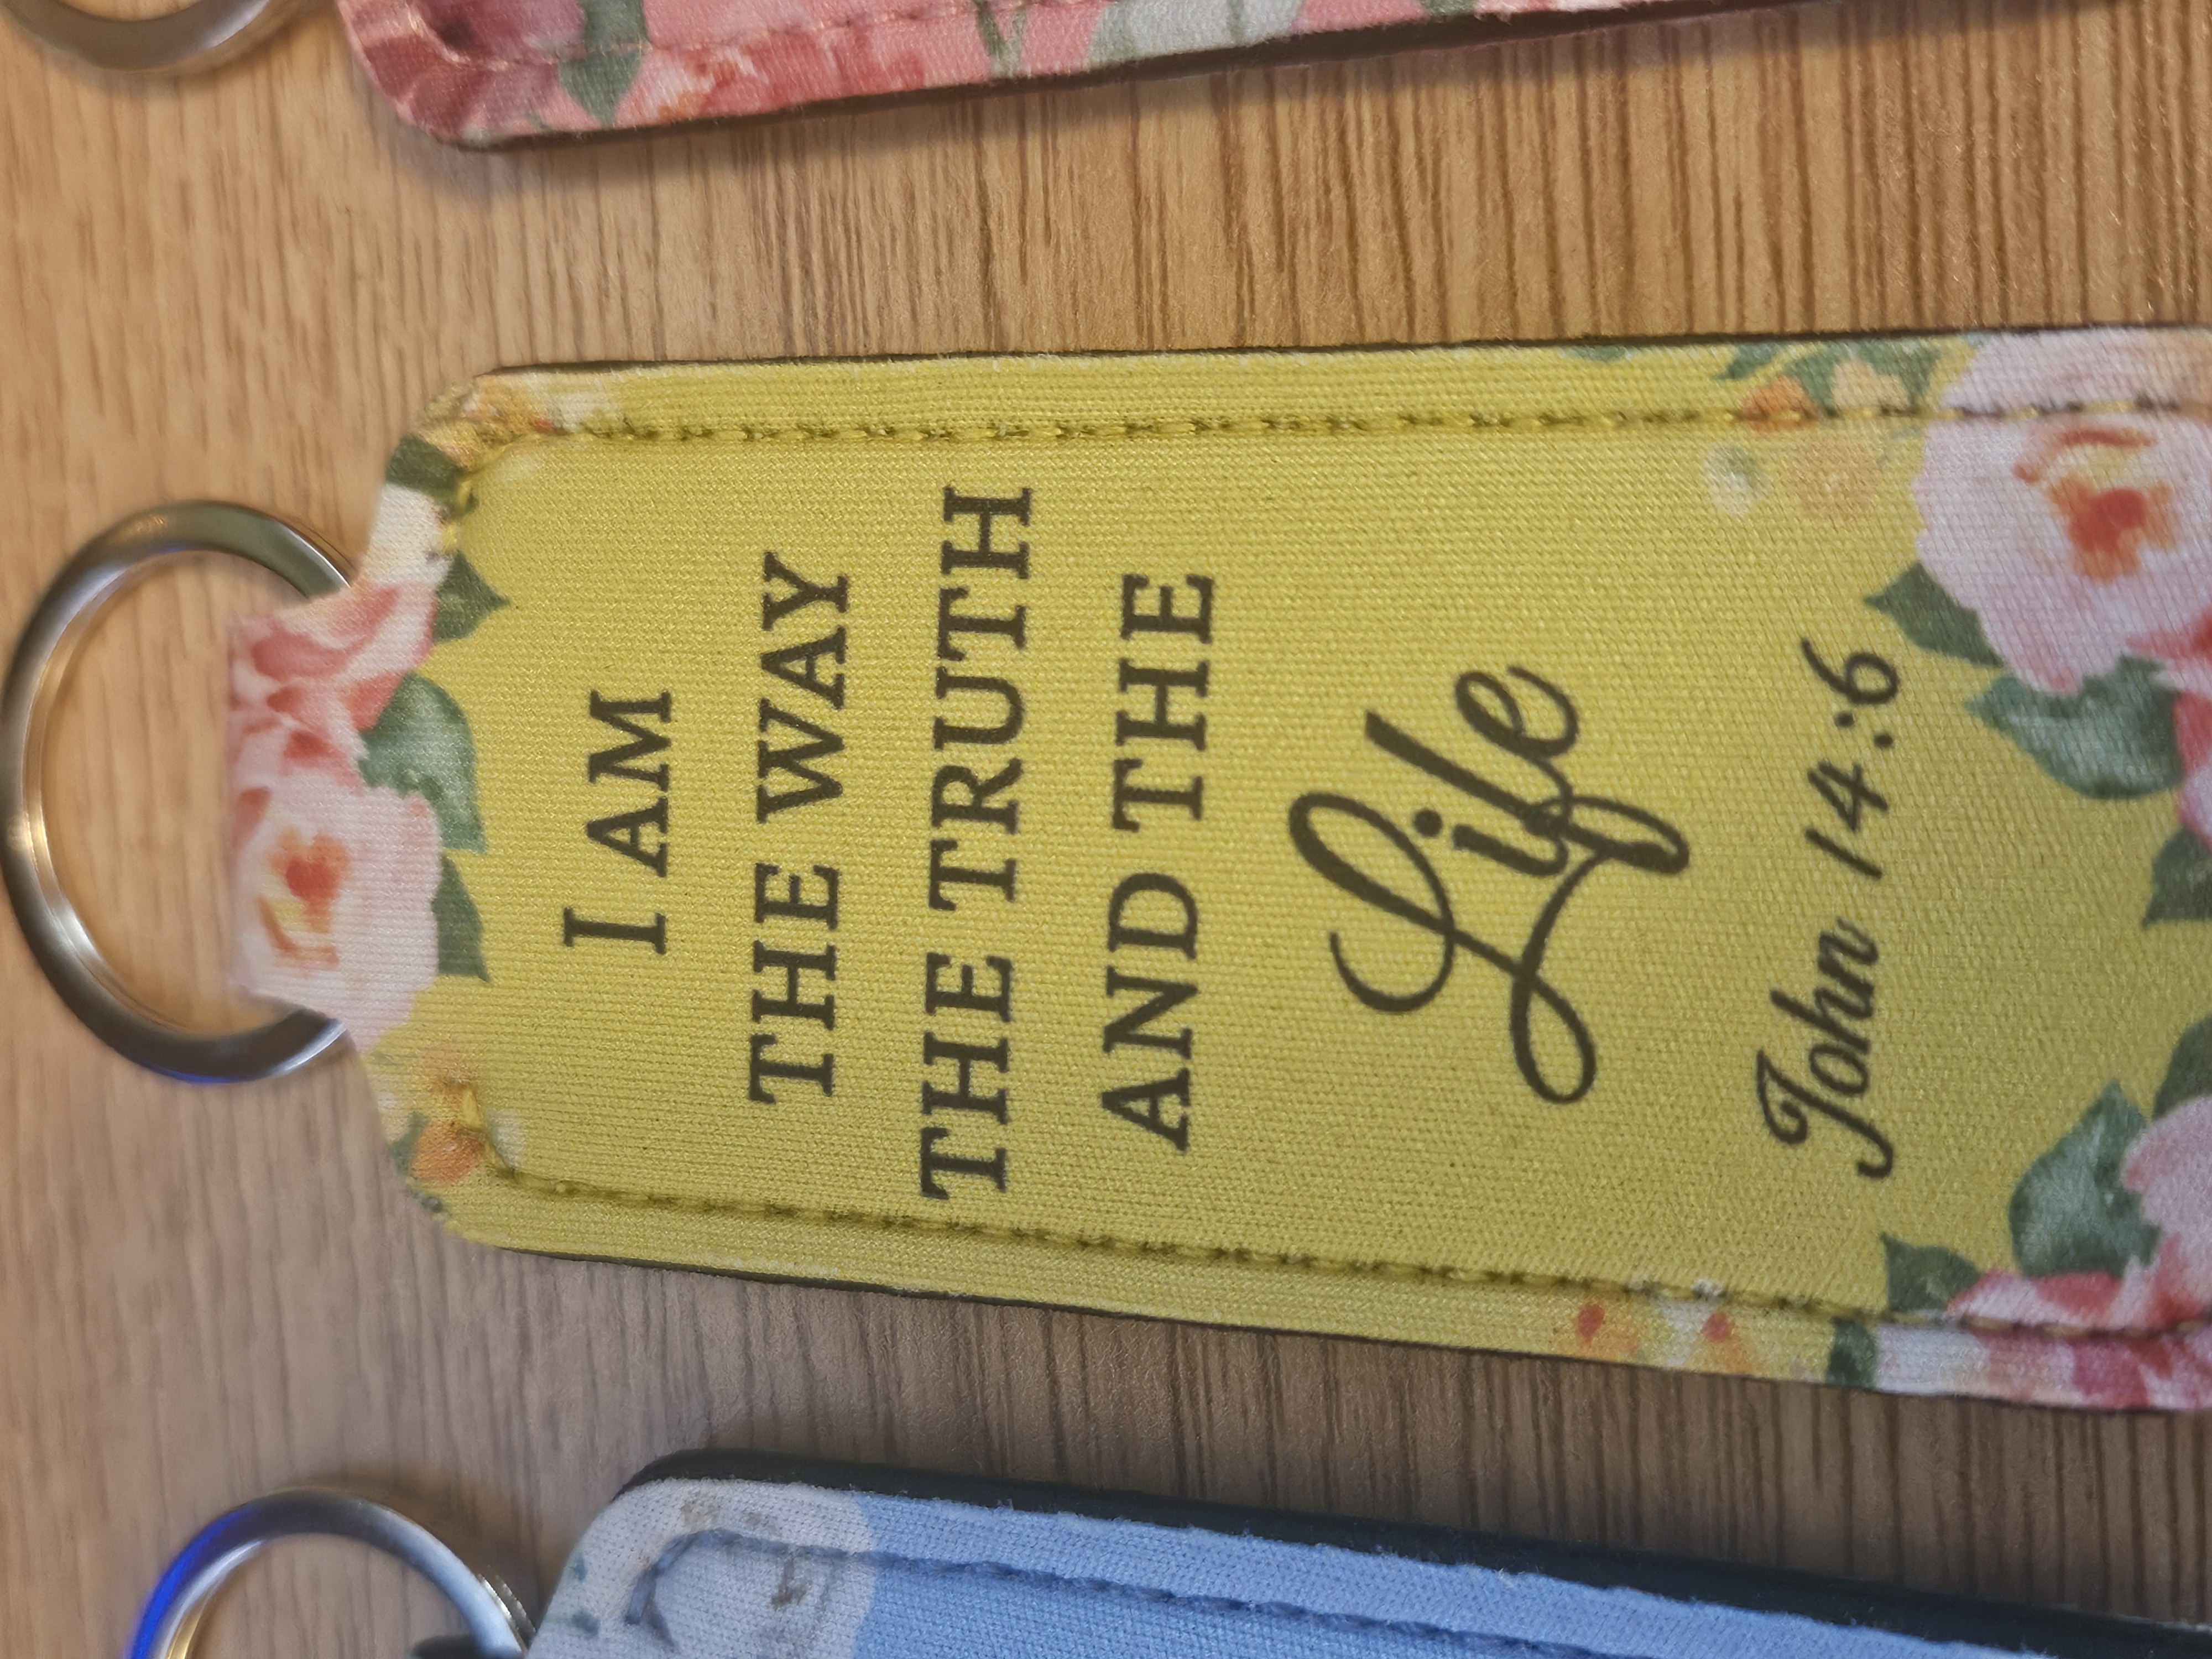 I AM
THE WAY
THE TRUTH
AND THE
Life
John 14:6